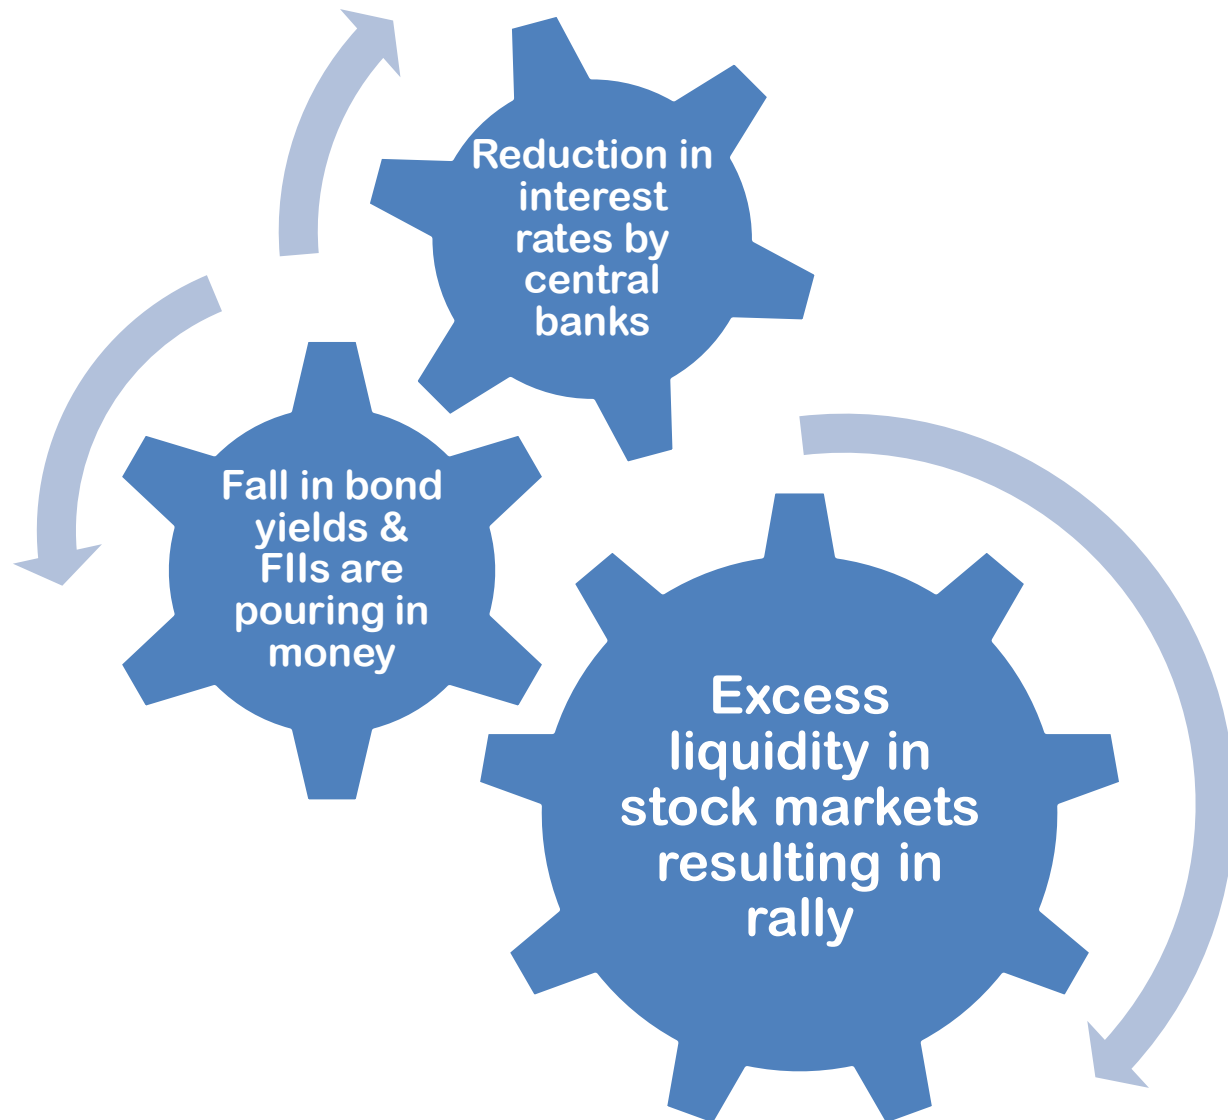 Reduction in
interest
rates by
central
banks
Fall in bond
yields &
FIIs are
pouring in
money
Excess
liquidity in
stock markets
resulting in
rally